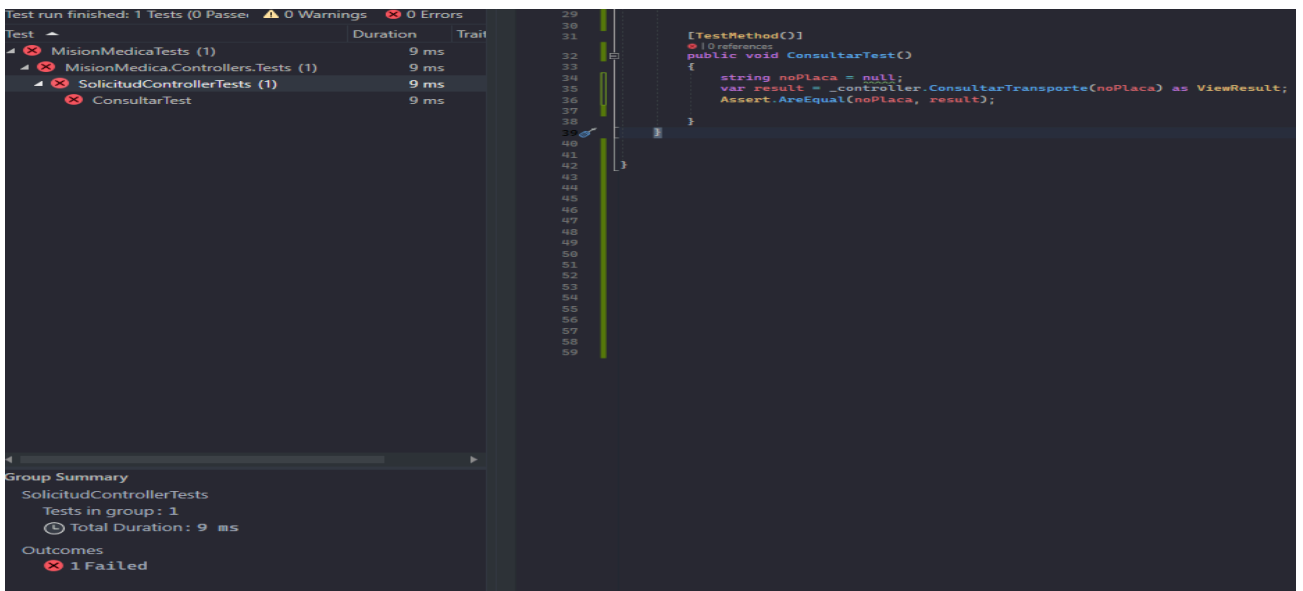 Test run finished: 1 Tests (0 Passe 0 Warnings 0 Errors
Test Duration Trait
MisionMedicaTests (1) 9 ms
MisionMedica.Controllers.Tests (1) 9 ms
SolicitudControllerTests (1) 9 ms
ConsultarTest 9 ms
Group Summary
SolicitudControllerTests
Tests in group: 1
Total Duration: 9 ms
Outcomes
1 Failed
29
30
31 [TestMethod()]
| 0 references
32 public void ConsultarTest()
33 {
34 string noPlaca = null;
35 var result = _controller.ConsultarTransporte(noPlaca) as ViewResult;
36 Assert.AreEqual(noPlaca, result);
37
38 }
39 }
40
41
42 }
43
44
45
46
47
48
49
50
51
52
53
54
55
56
57
58
59